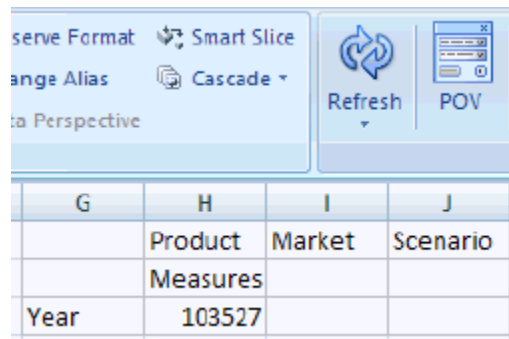 serve Format Smart Slice
ange Alias Cascade
ta Perspective
Refresh POV
G H I J
Product Market Scenario
Measures
Year 103527